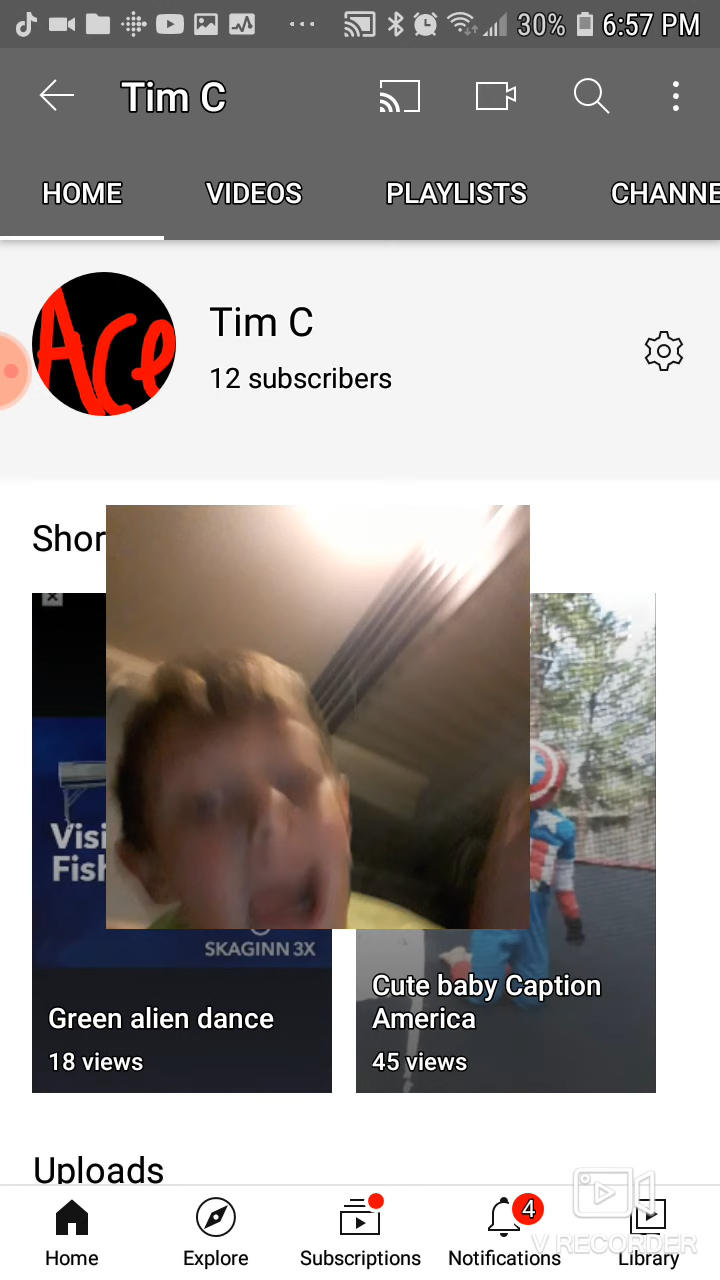 30% 6:57 PM
Tim C
HOME VIDEOS PLAYLISTS CHANNE
Ace
Tim C
12 subscribers
Shor
Visi
Fish
SKAGINN 3X
Green alien dance
18 views
Cute baby Caption
America
45 views
Uploads
4
Home Explore Subscriptions Notifications Library
V RECORDER